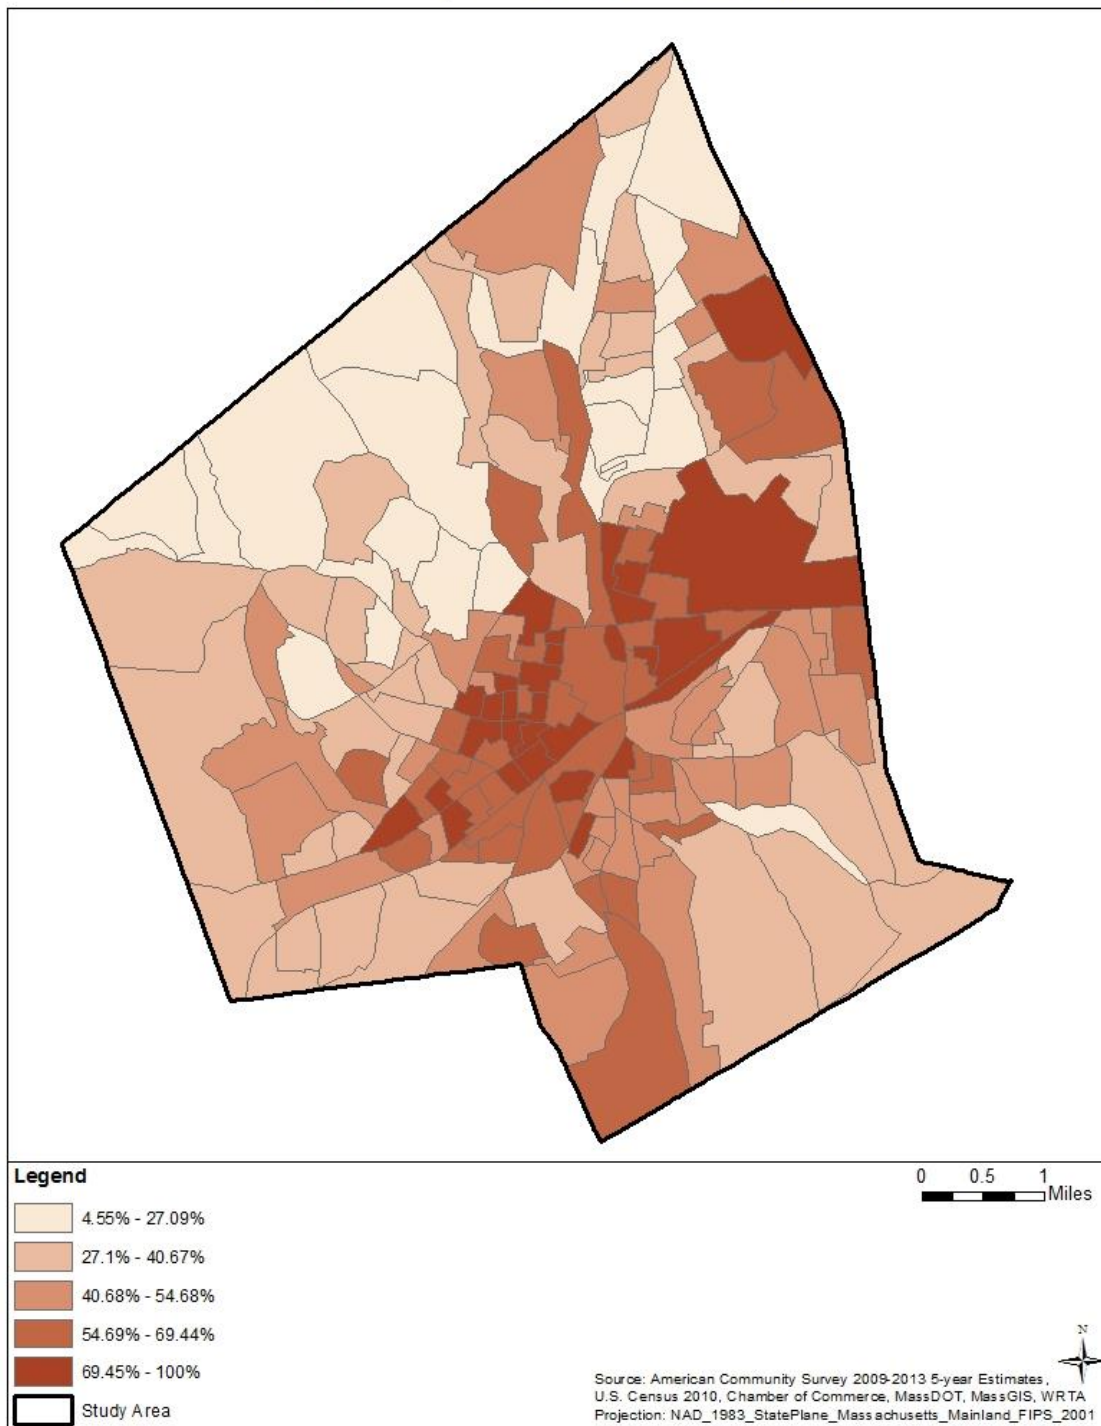 Legend
0 0.5 1
Miles
4.55% - 27.09%
27.1% - 40.67%
40.68% - 54.68%
54.69% - 69.44%
69.45% - 100%
Study Area
N
Source: American Community Survey 2009-2013 5-year Estimates,
U.S. Census 2010, Chamber of Commerce, MassDOT, MassGIS, WRTA
Projection: NAD_1983_StatePlane_Massachusetts_Mainland_FIPS_2001